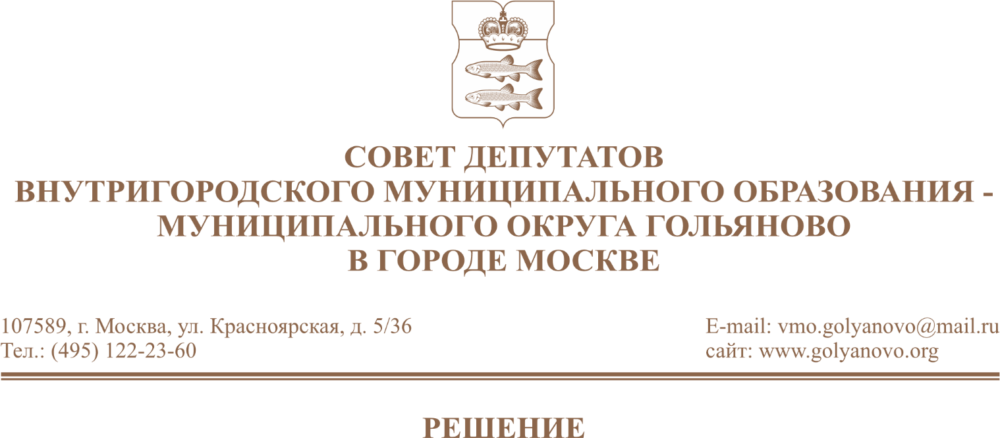 СОВЕТ ДЕПУТАТОВ
ВНУТРИГОРОДСКОГО МУНИЦИПАЛЬНОГО ОБРАЗОВАНИЯ -
МУНИЦИПАЛЬНОГО ОКРУГА ГОЛЬЯНОВО
В ГОРОДЕ МОСКВЕ
107589, г. Москва, ул. Красноярская, д. 5/36
E-mail: vmo.golyanovo@mail.ru
Тел.: (495) 122-23-60
сайт: www.golyanovo.org
РЕШЕНИЕ